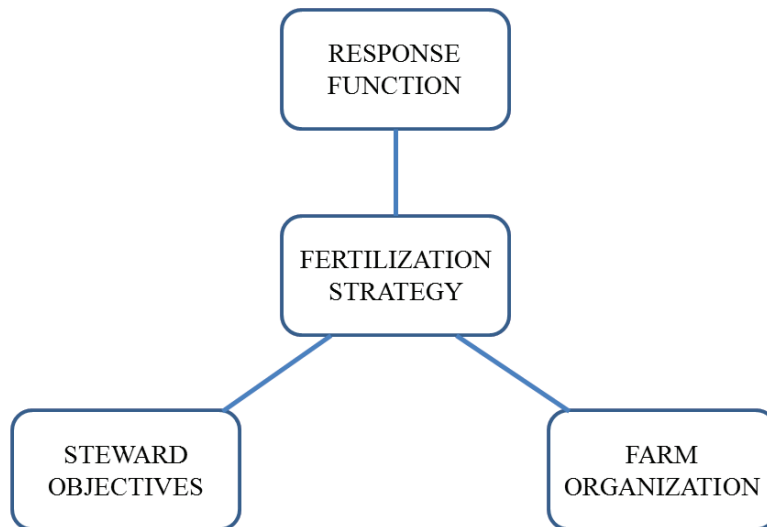 RESPONSE
FUNCTION
FERTILIZATION
STRATEGY
STEWARD
OBJECTIVES
FARM
ORGANIZATION